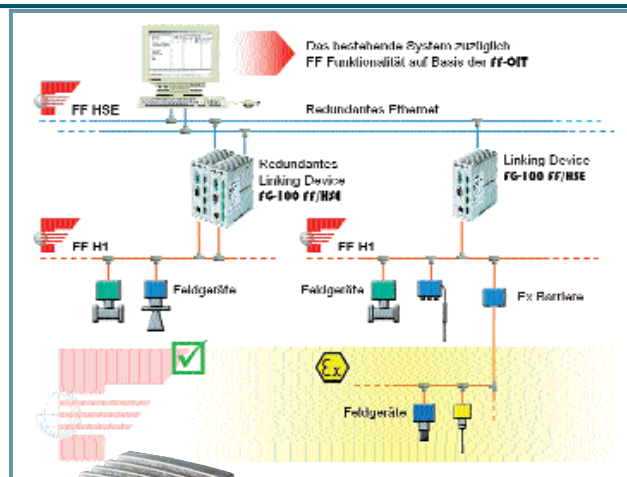 Das bestehende System zuzüglich
FF Funktionalität auf Basis der FF-OIT
FF HSE
Redundantes Ethernet
Redundantes
Linking Device
FG-100 FF/HSE
Linking Device
FG-100 FF/HSE
FF H1
FF H1
Feldgeräte
Feldgeräte
Ex Barriere
Ex
Feldgeräte